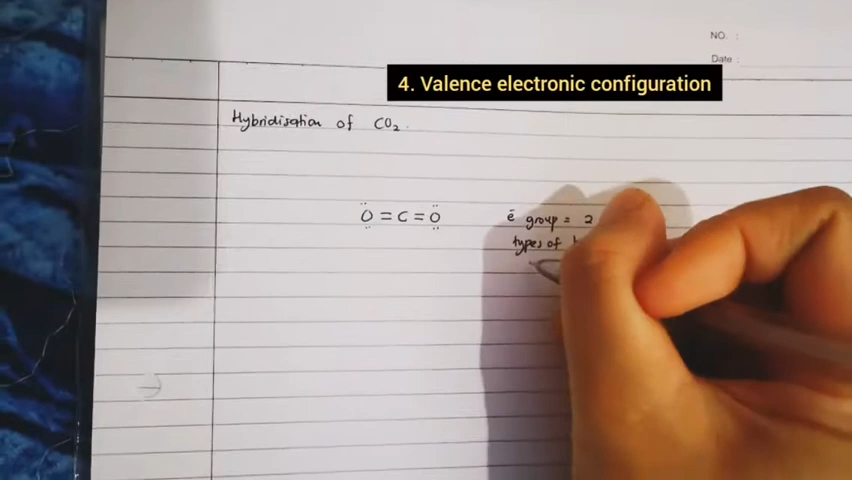 NO. :
Date :
4. Valence electronic configuration
Hybridisation of CO₂.
Ö = C = Ö
ē group = 2
types of